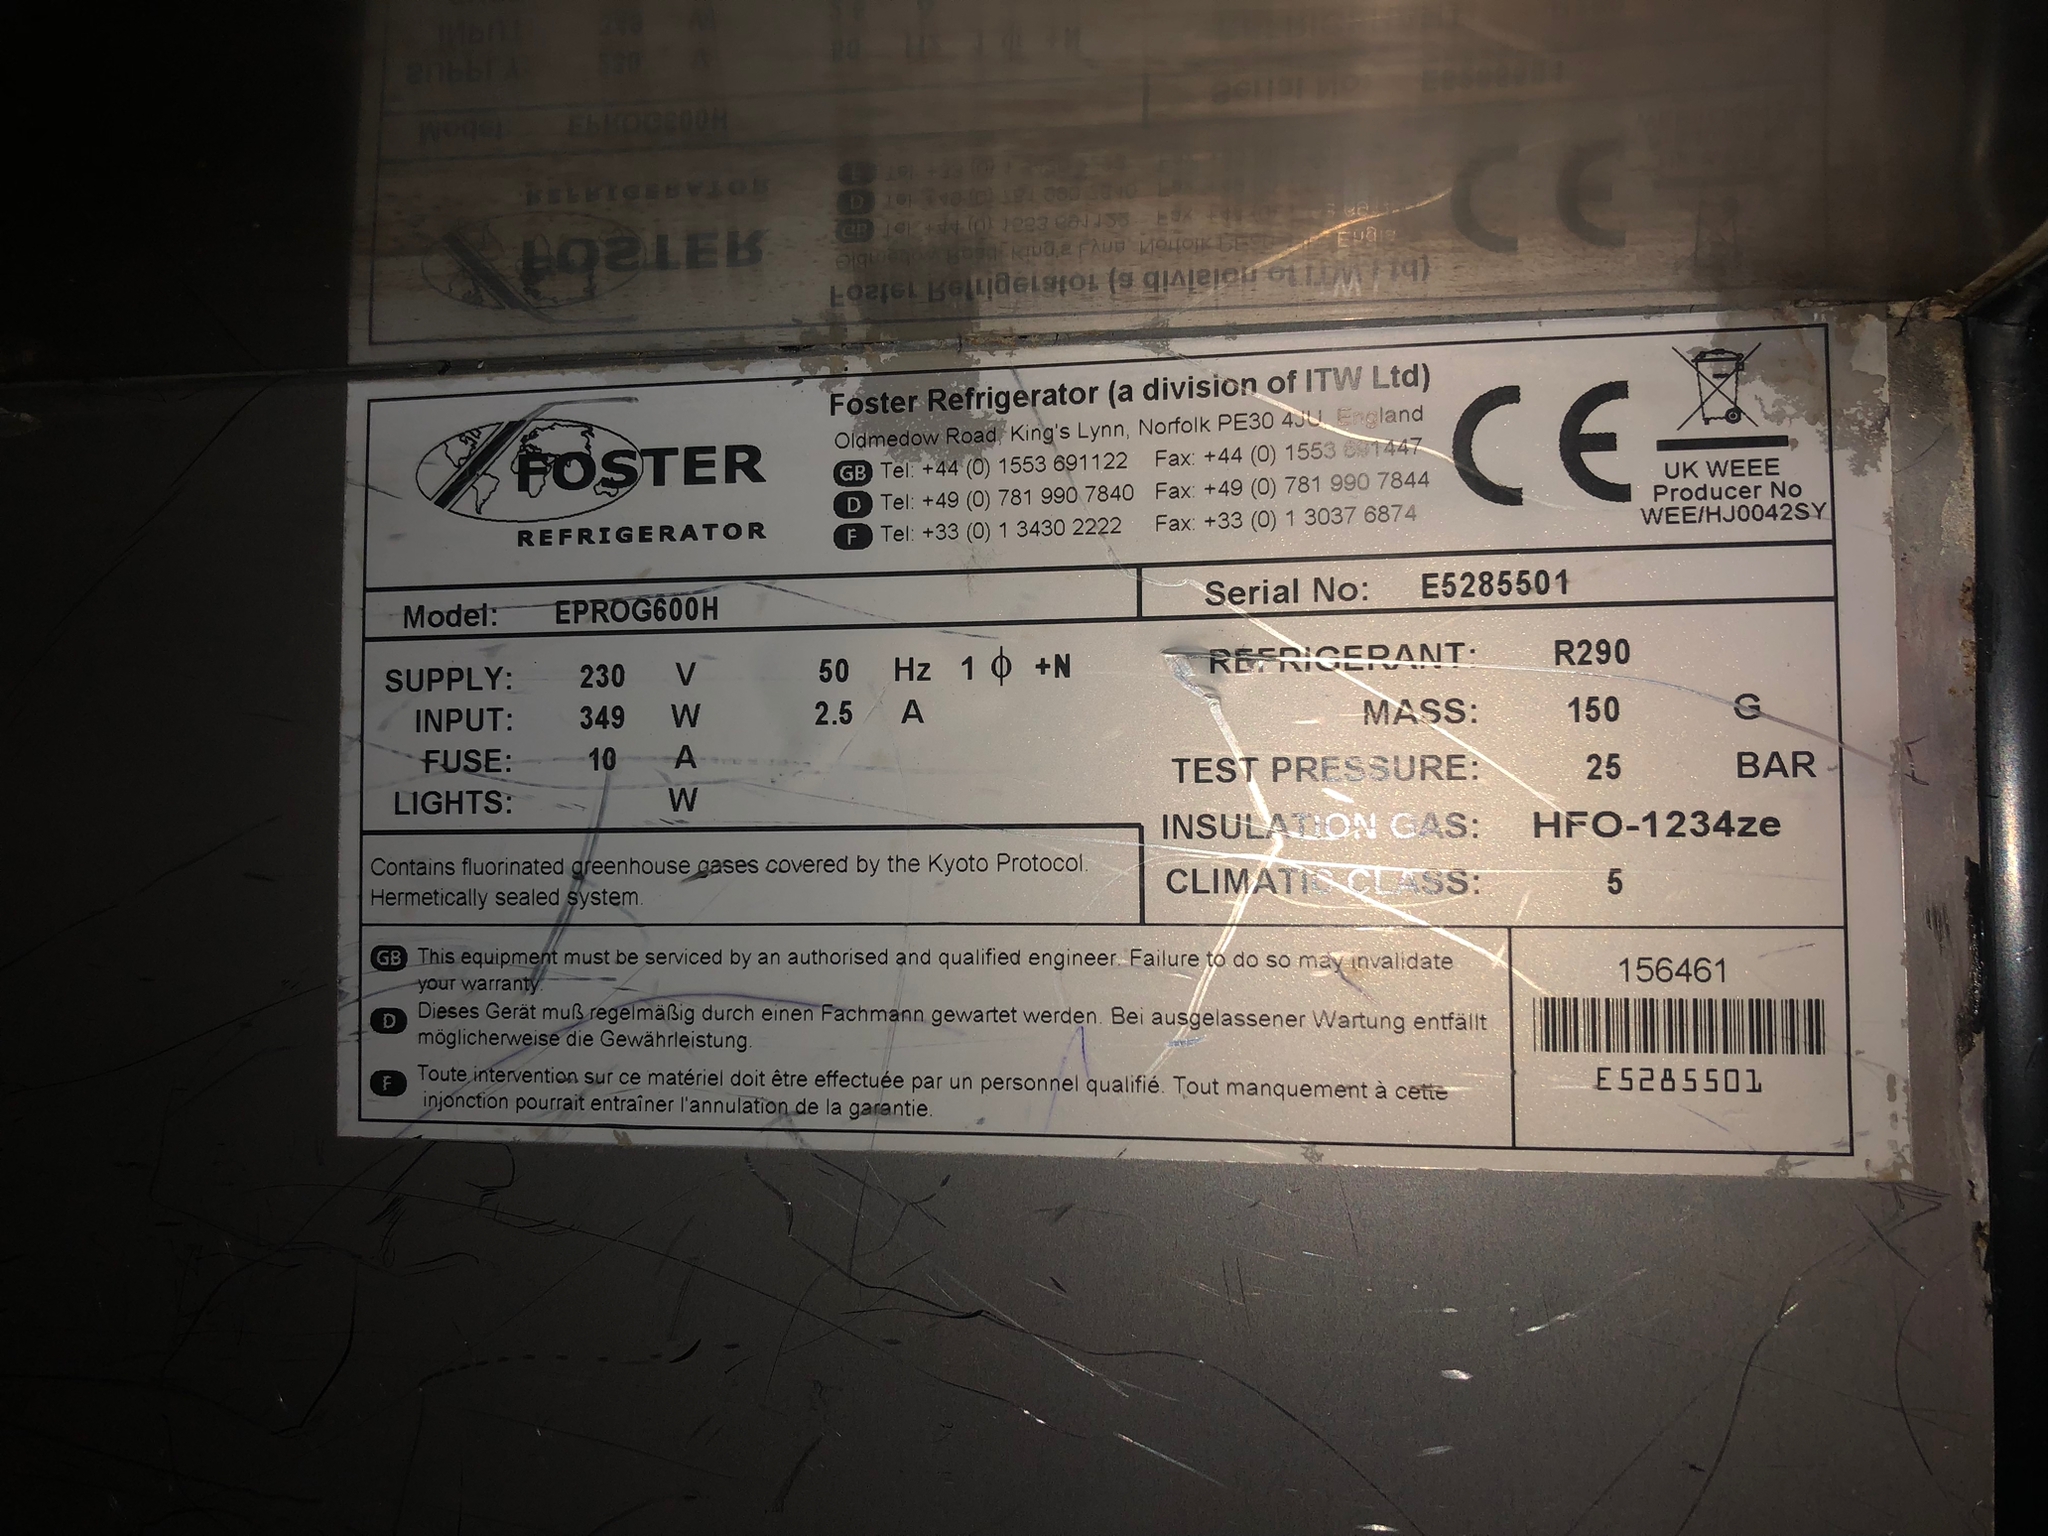 FOSTER
REFRIGERATOR
Foster Refrigerator (a division of ITW Ltd)
Oldmedow Road, King's Lynn, Norfolk PE30 4JU, England
GB Tel: +44 (0) 1553 691122 Fax: +44 (0) 1553 691447
D Tel: +49 (0) 781 990 7840 Fax: +49 (0) 781 990 7844
F Tel: +33 (0) 1 3430 2222 Fax: +33 (0) 1 3037 6874
CE
UK WEEE
Producer No
WEE/HJ0042SY
Model: EPROG600H
Serial No: E5285501
SUPPLY: 230 V 50 Hz 1 ϕ +N
INPUT: 349 W 2.5 A
FUSE: 10 A
LIGHTS: W
REFRIGERANT: R290
MASS: 150 G
TEST PRESSURE: 25 BAR
INSULATION GAS: HFO-1234ze
CLIMATIC CLASS: 5
Contains fluorinated greenhouse gases covered by the Kyoto Protocol.
Hermetically sealed system.
GB This equipment must be serviced by an authorised and qualified engineer. Failure to do so may invalidate
your warranty.
D Dieses Gerät muß regelmäßig durch einen Fachmann gewartet werden. Bei ausgelassener Wartung entfällt
möglicherweise die Gewährleistung.
F Toute intervention sur ce matériel doit être effectuée par un personnel qualifié. Tout manquement à cette
injonction pourrait entraîner l'annulation de la garantie.
156461
E5285501